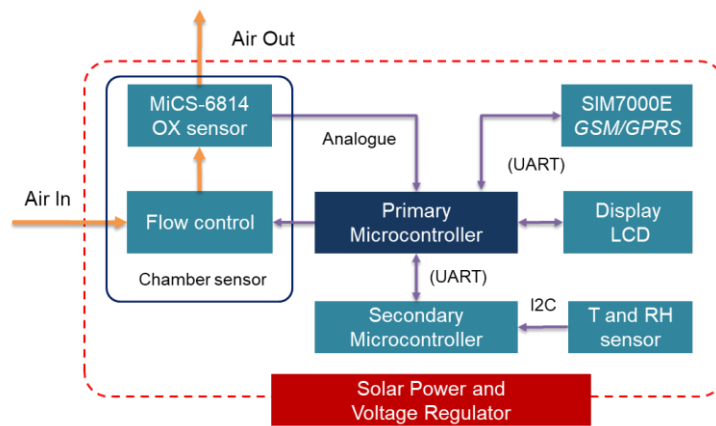 Air Out
MiCS-6814
OX sensor
SIM7000E
GSM/GPRS
Analogue
(UART)
Air In
Flow control
Primary
Microcontroller
Display
LCD
Chamber sensor
(UART)
I2C
Secondary
Microcontroller
T and RH
sensor
Solar Power and
Voltage Regulator